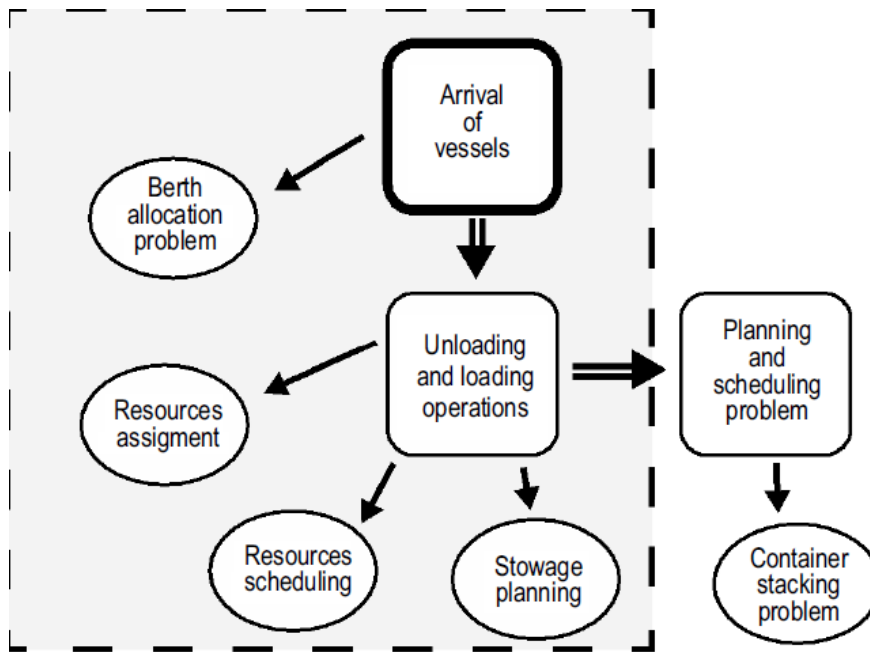 Arrival
of
vessels
Berth
allocation
problem
Unloading
and loading
operations
Planning
and
scheduling
problem
Resources
assigment
Resources
scheduling
Stowage
planning
Container
stacking
problem